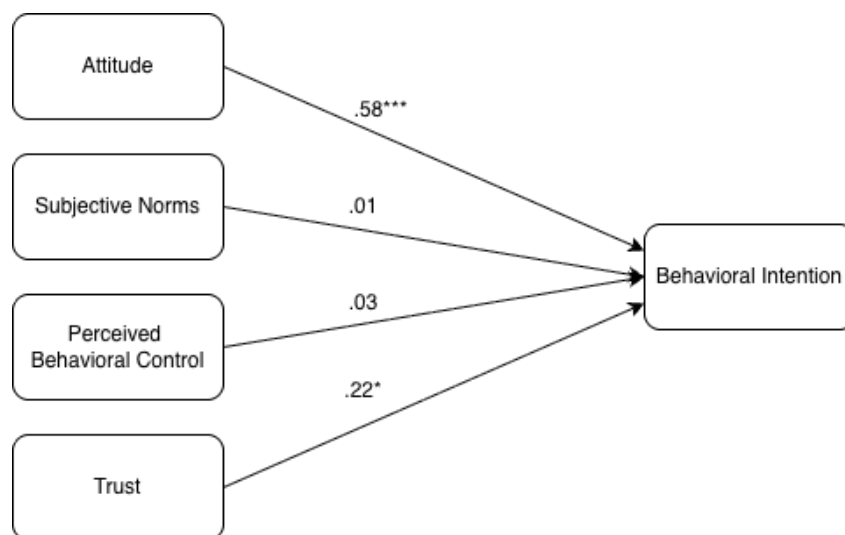 Attitude
.58***
Subjective Norms
.01
Behavioral Intention
Perceived
Behavioral Control
.03
.22*
Trust